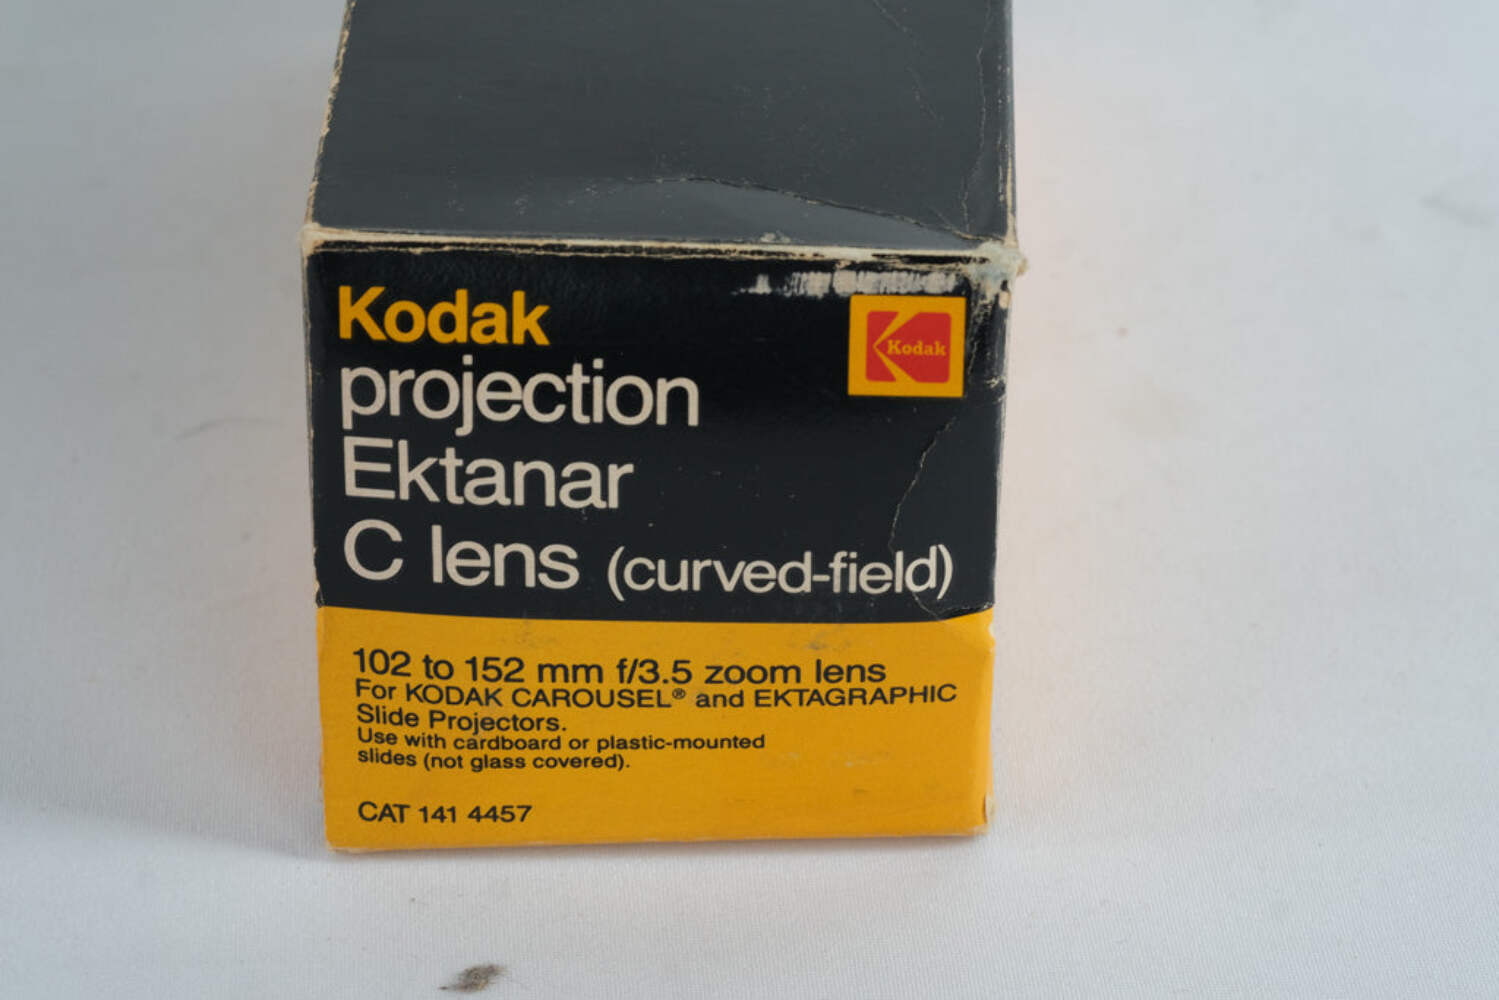 Kodak
Kodak
projection
Ektanar
C lens (curved-field)
102 to 152 mm f/3.5 zoom lens
For KODAK CAROUSEL® and EKTAGRAPHIC
Slide Projectors.
Use with cardboard or plastic-mounted
slides (not glass covered).
CAT 141 4457